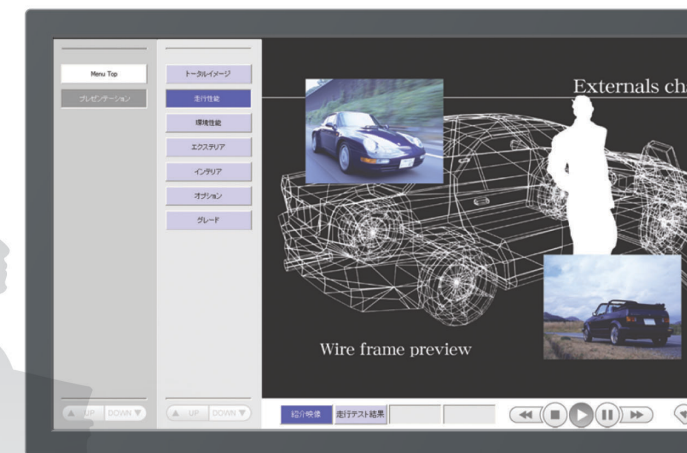 Menu Top
プレゼンテーション
トータルイメージ
走行性能
環境性能
エクステリア
インテリア
オプション
グレード
Externals cha
Wire frame preview
▲ UP DOWN ▼
▲ UP DOWN ▼
紹介映像
走行テスト結果